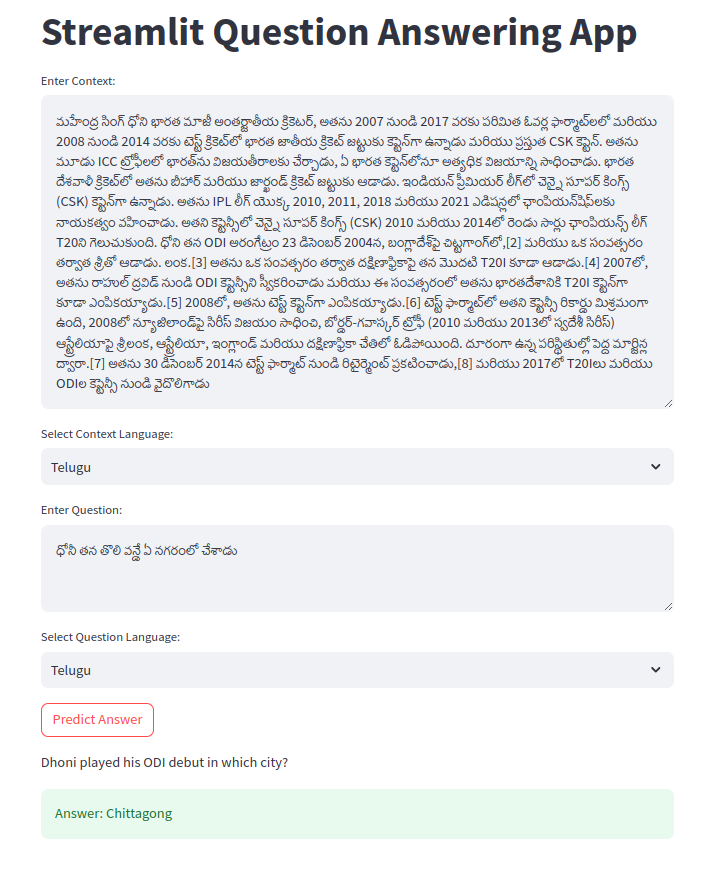 Streamlit Question Answering App
Enter Context:
మహేంద్ర సింగ్ ధోని భారత మాజీ అంతర్జాతీయ క్రికెటర్, అతను 2007 నుండి 2017 వరకు పరిమిత ఓవర్ల ఫార్మాట్‌లలో మరియు
2008 నుండి 2014 వరకు టెస్ట్ క్రికెట్‌లో భారత జాతీయ క్రికెట్ జట్టుకు కెప్టెన్‌గా ఉన్నాడు మరియు ప్రస్తుత CSK కెప్టెన్. అతను
మూడు ICC ట్రోఫీలలో భారత్‌ను విజయతీరాలకు చేర్చాడు, ఏ భారత కెప్టెన్‌లోనూ అత్యధిక విజయాన్ని సాధించాడు. భారత
దేశవాళీ క్రికెట్‌లో అతను బీహార్ మరియు జార్ఖండ్ క్రికెట్ జట్టుకు ఆడాడు. ఇండియన్ ప్రీమియర్ లీగ్‌లో చెన్నై సూపర్ కింగ్స్
(CSK) కెప్టెన్‌గా ఉన్నాడు. అతను IPL లీగ్ యొక్క 2010, 2011, 2018 మరియు 2021 ఎడిషన్లలో ఛాంపియన్‌షిప్‌లకు
నాయకత్వం వహించాడు. అతని కెప్టెన్సీలో చెన్నై సూపర్ కింగ్స్ (CSK) 2010 మరియు 2014లో రెండు సార్లు ఛాంపియన్స్ లీగ్
T20ని గెలుచుకుంది. ధోని తన ODI అరంగేట్రం 23 డిసెంబర్ 2004న, బంగ్లాదేశ్‌పై చిట్టగాంగ్‌లో,[2] మరియు ఒక సంవత్సరం
తర్వాత శ్రీతో ఆడాడు. లంక.[3] అతను ఒక సంవత్సరం తర్వాత దక్షిణాఫ్రికాపై తన మొదటి T20I కూడా ఆడాడు.[4] 2007లో,
అతను రాహుల్ ద్రవిడ్ నుండి ODI కెప్టెన్సీని స్వీకరించాడు మరియు ఈ సంవత్సరంలో అతను భారతదేశానికి T20I కెప్టెన్‌గా
కూడా ఎంపికయ్యాడు.[5] 2008లో, అతను టెస్ట్ కెప్టెన్‌గా ఎంపికయ్యాడు.[6] టెస్ట్ ఫార్మాట్‌లో అతని కెప్టెన్సీ రికార్డు మిశ్రమంగా
ఉంది, 2008లో న్యూజిలాండ్‌పై సిరీస్ విజయం సాధించి, బోర్డర్-గవాస్కర్ ట్రోఫీ (2010 మరియు 2013లో స్వదేశీ సిరీస్)
ఆస్ట్రేలియాపై శ్రీలంక, ఆస్ట్రేలియా, ఇంగ్లాండ్ మరియు దక్షిణాఫ్రికా చేతిలో ఓడిపోయింది. దూరంగా ఉన్న పరిస్థితుల్లో పెద్ద మార్జిన్ల
ద్వారా.[7] అతను 30 డిసెంబర్ 2014న టెస్ట్ ఫార్మాట్ నుండి రిటైర్మెంట్ ప్రకటించాడు,[8] మరియు 2017లో T20Iలు మరియు
ODIల కెప్టెన్సీ నుండి వైదొలిగాడు
Select Context Language:
Telugu
Enter Question:
ధోనీ తన తొలి వన్డే ఏ నగరంలో చేశాడు
Select Question Language:
Telugu
Predict Answer
Dhoni played his ODI debut in which city?
Answer: Chittagong